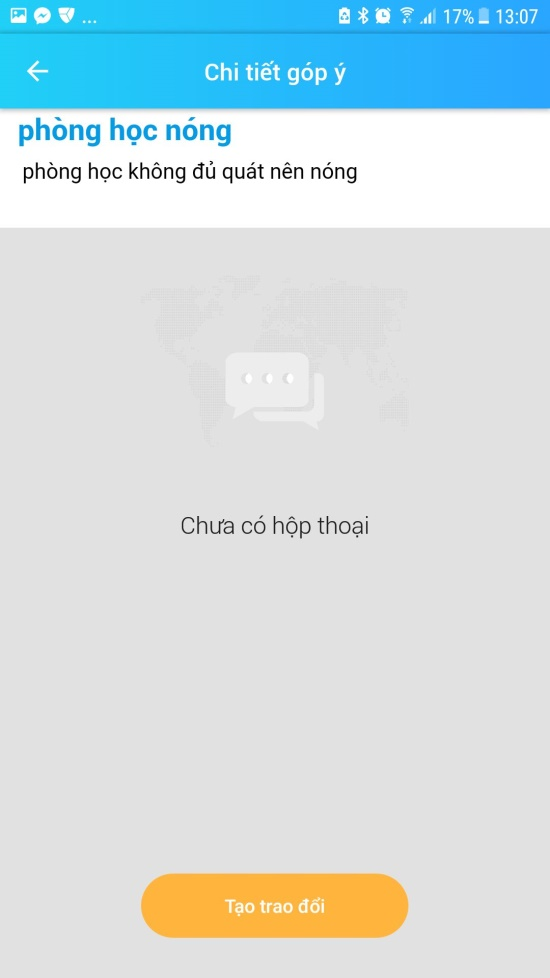 ... 17% 13:07
Chi tiết góp ý
phòng học nóng
phòng học không đủ quát nên nóng
Chưa có hộp thoại
Tạo trao đổi